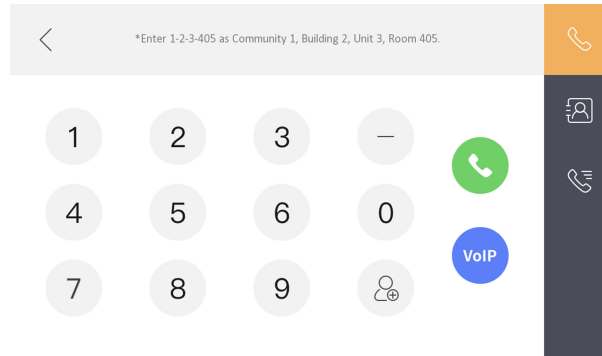 *Enter 1-2-3-405 as Community 1, Building 2, Unit 3, Room 405.
1 2 3 —
4 5 6 0
VoIP
7 8 9